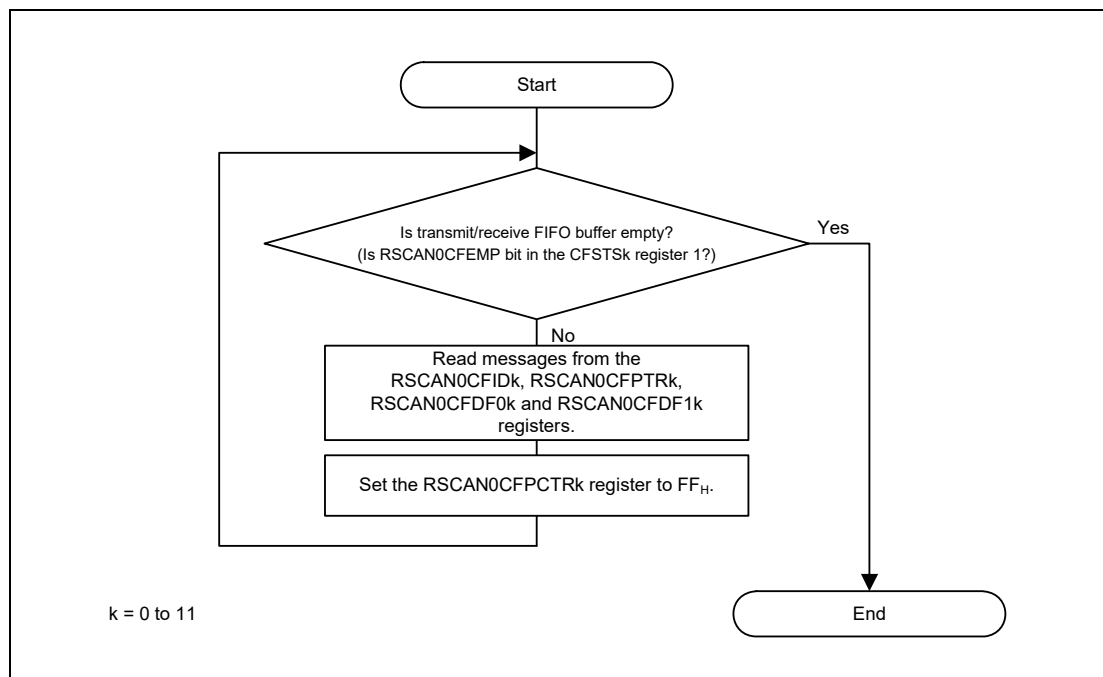 Start
Is transmit/receive FIFO buffer empty?
(Is RSCAN0CFEMP bit in the CFSTSk register 1?)
Yes
No
Read messages from the
RSCAN0CFIDk, RSCAN0CFPTRk,
RSCAN0CFDF0k and RSCAN0CFDF1k
registers.
Set the RSCAN0CFPCTRk register to FFH.
k = 0 to 11
End